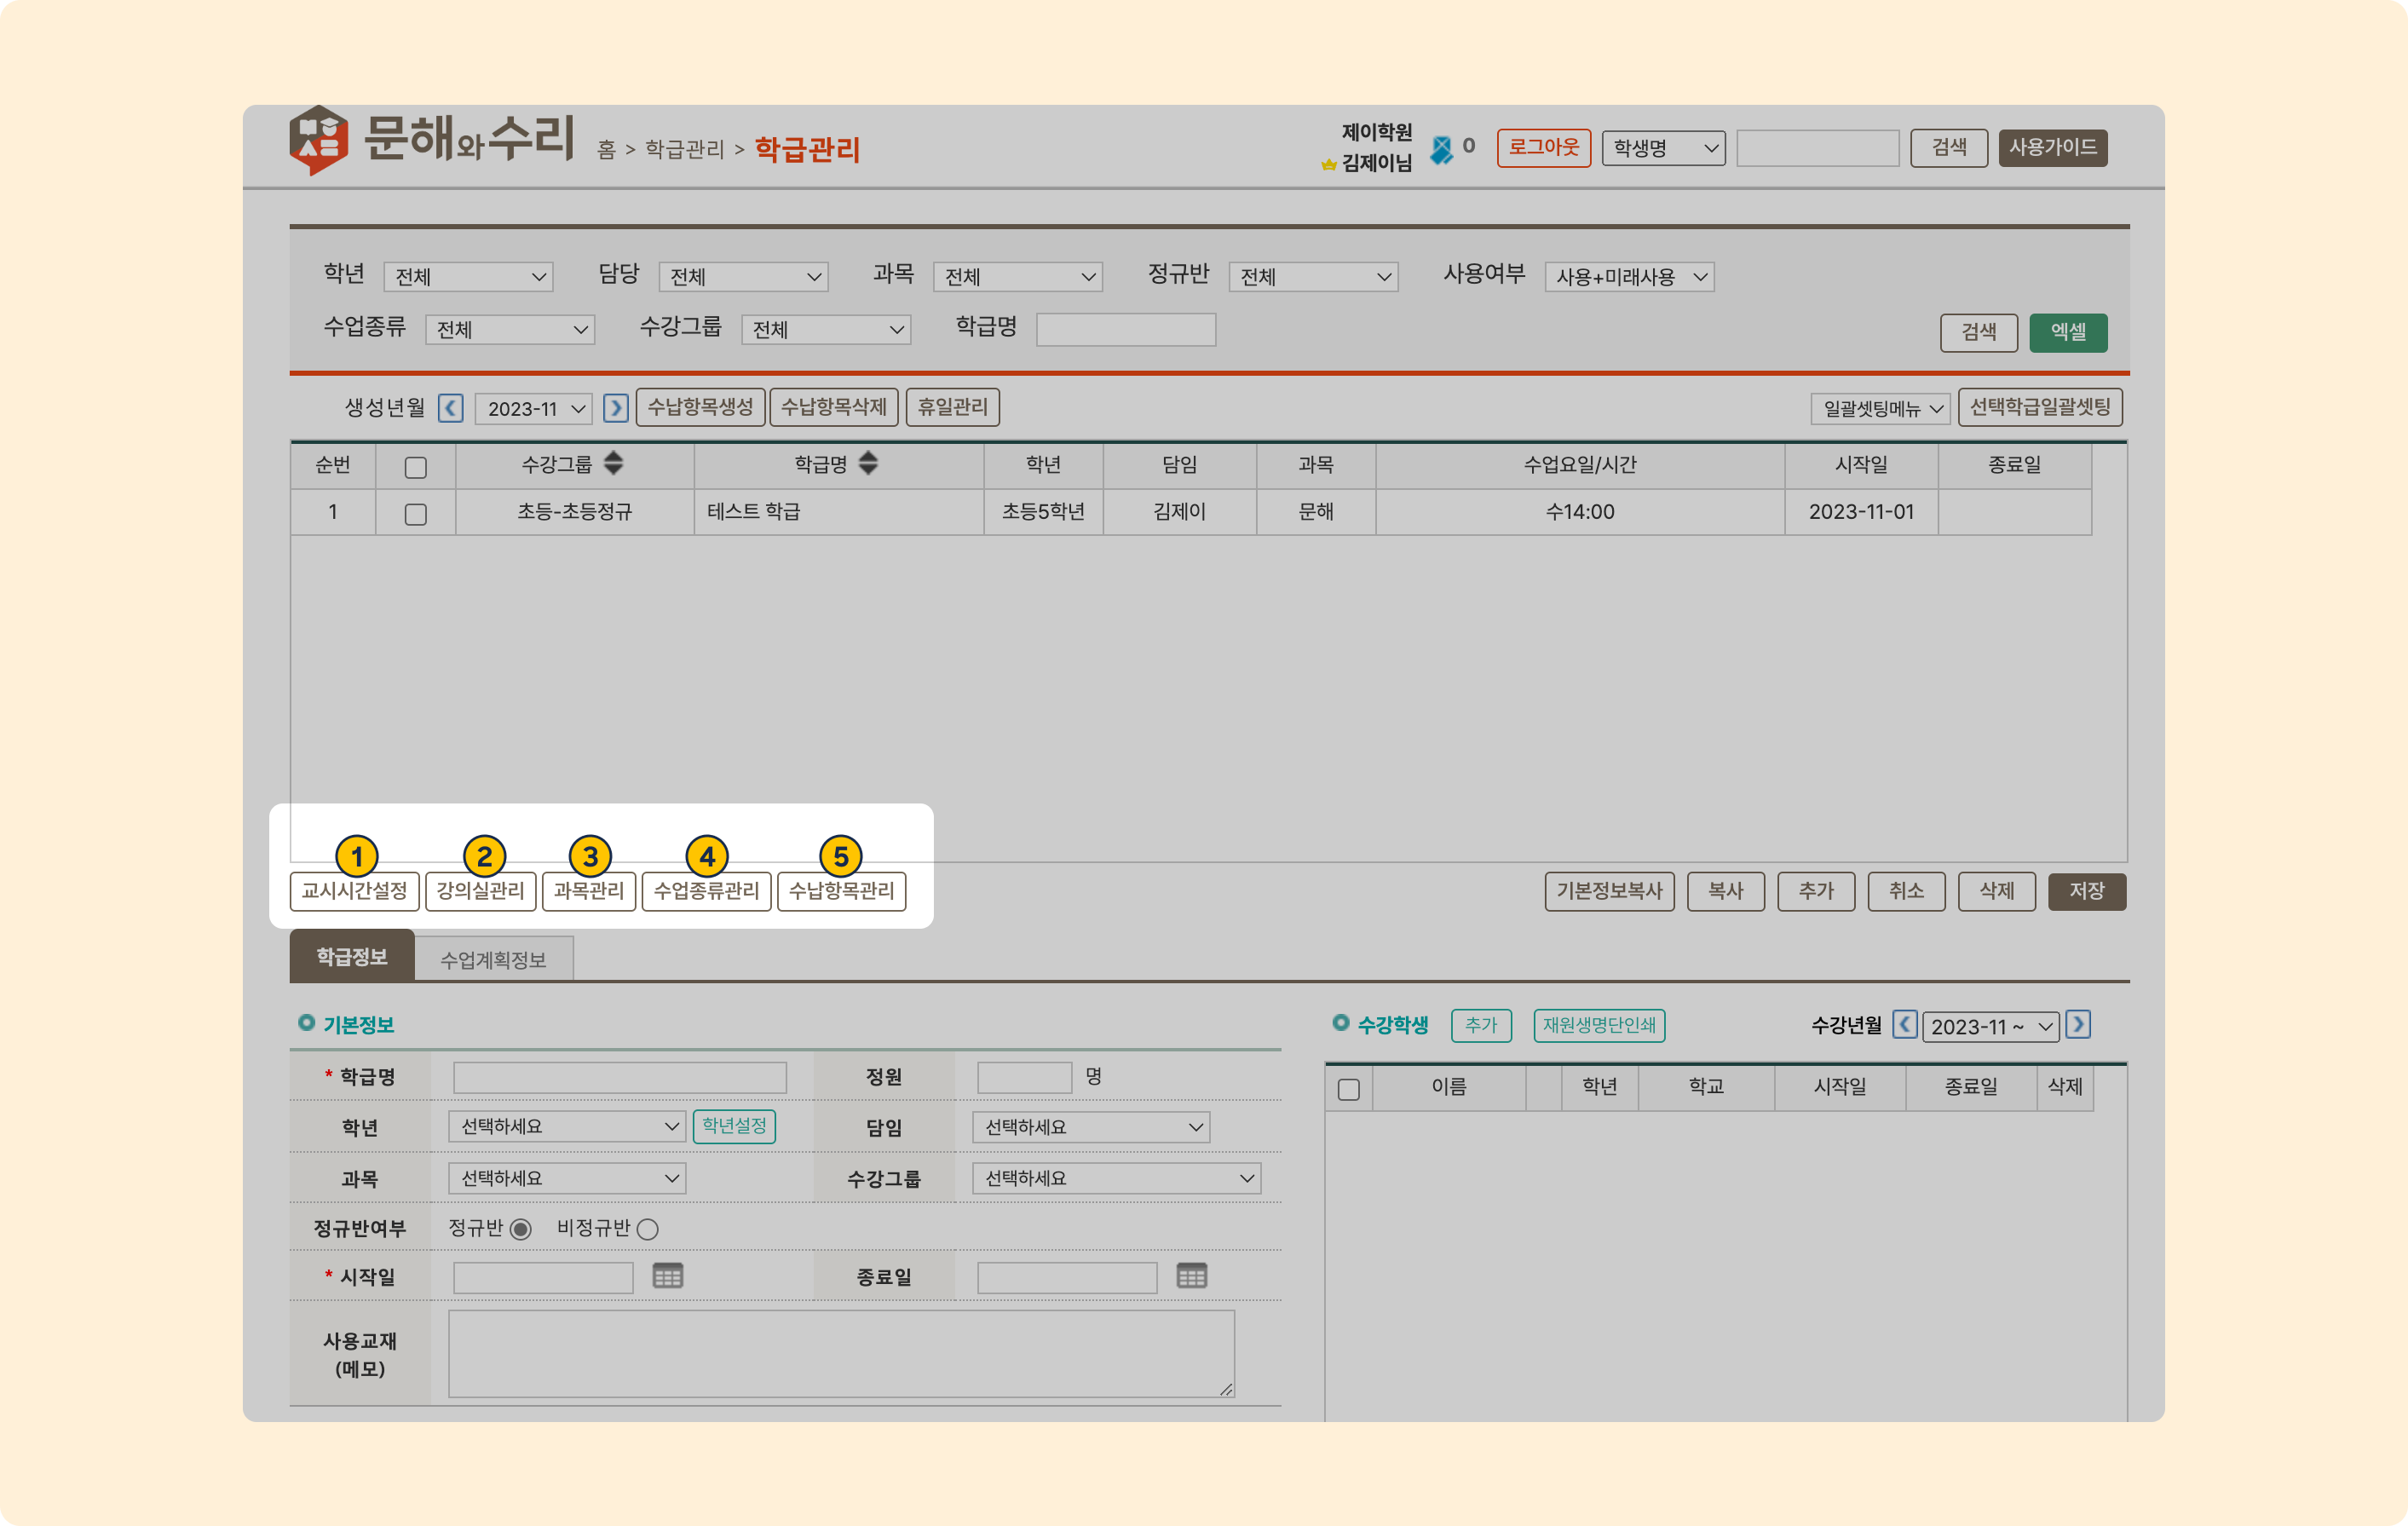 문해와수리 홈 > 학급관리 > 학급관리
제이학원
김제이님 0 로그아웃 학생명 검색 사용가이드
학년 전체 담당 전체 과목 전체 정규반 전체 사용여부 사용+미래사용
수업종류 전체 수강그룹 전체 학급명 검색 엑셀
생성년월 2023-11 수납항목생성 수납항목삭제 휴일관리 일괄셋팅메뉴 선택학급일괄셋팅
순번 수강그룹 학급명 학년 담임 과목 수업요일/시간 시작일 종료일
1 초등-초등정규 테스트 학급 초등5학년 김제이 문해 수14:00 2023-11-01
1 2 3 4 5
교시시간설정 강의실관리 과목관리 수업종류관리 수납항목관리 기본정보복사 복사 추가 취소 삭제 저장
학급정보 수업계획정보
기본정보 수강학생 추가 재원생명단인쇄 수강년월 2023-11 ~
* 학급명 정원 명
이름 학년 학교 시작일 종료일 삭제
학년 선택하세요 학년설정 담임 선택하세요
과목 선택하세요 수강그룹 선택하세요
정규반여부 정규반 비정규반
* 시작일 종료일
사용교재
(메모)